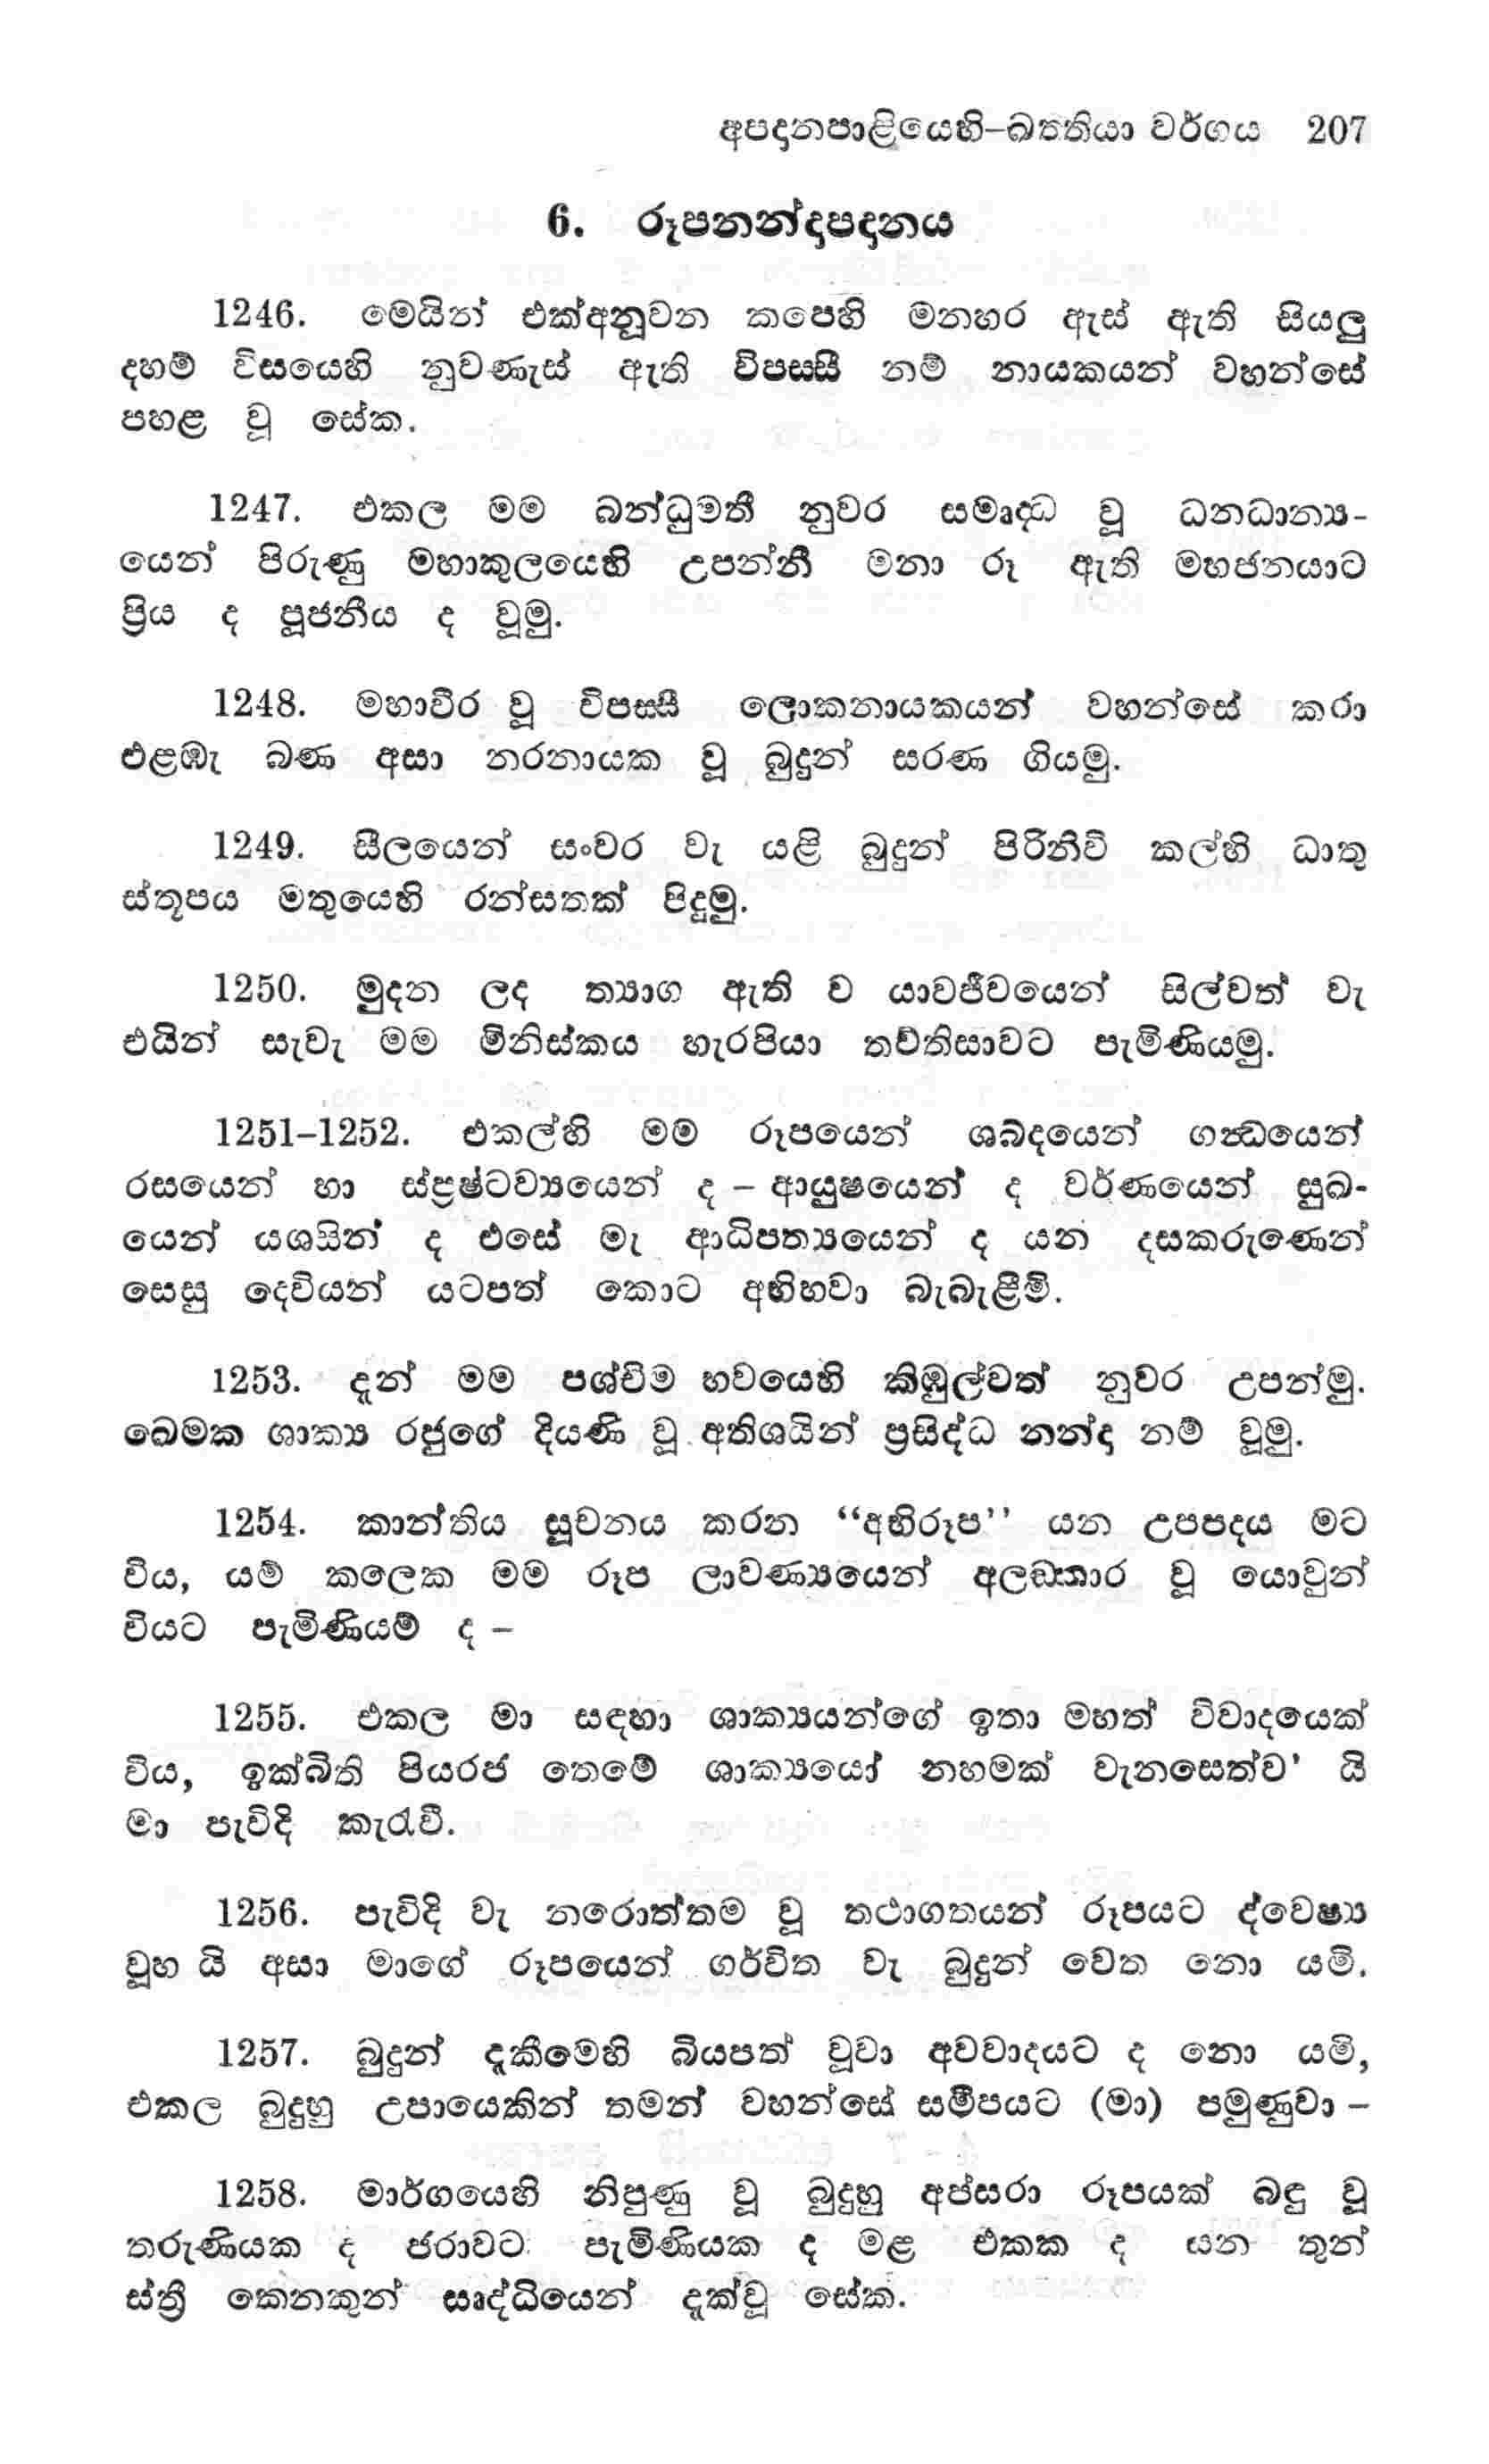 අපදානපාළියෙහි–ඛත්තියා වර්ගය 207
6. රූපනන්දාපදානය
1246. මෙයින් එක්අනූවන කපෙහි මනහර ඇස් ඇති සියලු
දහම් විසයෙහි නුවණැස් ඇති විපස්සී නම් නායකයන් වහන්සේ
පහළ වූ සේක.
1247. එකල මම බන්ධුමතී නුවර සමෘද්ධ වූ ධනධාන්‍ය-
යෙන් පිරුණු මහාකුලයෙහි උපන්නී මනා රූ ඇති මහජනයාට
ප්‍රිය ද පූජනීය ද වූමු.
1248. මහාවීර වූ විපස්සී ලොකනායකයන් වහන්සේ කරා
එළඹැ බණ අසා නරනායක වූ බුදුන් සරණ ගියමු.
1249. සීලයෙන් සංවර වැ යළි බුදුන් පිරිනිවි කල්හි ධාතු
ස්තූපය මතුයෙහි රන්සතක් පිදූමු.
1250. මුදන ලද ත්‍යාග ඇති ව යාවජීවයෙන් සිල්වත් වැ
එයින් සැවැ මම මිනිස්කය හැරපියා තව්තිසාවට පැමිණියමු.
1251–1252. එකල්හි මම රූපයෙන් ශබ්දයෙන් ගන්‍ධයෙන්
රසයෙන් හා ස්ප්‍රෂ්ටව්‍යයෙන් ද – ආයුෂයෙන් ද වර්ණයෙන් සුඛ-
යෙන් යශසින් ද එසේ මැ ආධිපත්‍යයෙන් ද යන දසකරුණෙන්
සෙසු දෙවියන් යටපත් කොට අභිභවා බැබැළීමි.
1253. දැන් මම පශ්චිම භවයෙහි කිඹුල්වත් නුවර උපන්මු.
ඛෙමක ශාක්‍ය රජුගේ දියණි වූ අතිශයින් ප්‍රසිද්ධ නන්දා නම් වූමු.
1254. කාන්තිය සූචනය කරන “අභිරූප’’ යන උපපදය මට
විය, යම් කලෙක මම රූප ලාවණ්‍යයෙන් අලඞ්කාර වූ යොවුන්
වියට පැමිණියම් ද –
1255. එකල මා සඳහා ශාක්‍යයන්ගේ ඉතා මහත් විවාදයෙක්
විය, ඉක්බිති පියරජ තෙමේ ශාක්‍යයෝ නහමක් වැනසෙත්ව’ යි
මා පැවිදි කැරැවී.
1256. පැවිදි වැ නරොත්තම වූ තථාගතයන් රූපයට ද්වෙෂ්‍ය
වූහ යි අසා මාගේ රූපයෙන් ගර්විත වැ බුදුන් වෙත නො යමි.
1257. බුදුන් දැකීමෙහි බියපත් වූවා අවවාදයට ද නො යමි,
එකල බුදුහු උපායෙකින් තමන් වහන්සේ සමීපයට (මා) පමුණුවා –
1258. මාර්ගයෙහි නිපුණු වූ බුදුහු අප්සරා රූපයක් බඳු වූ
තරුණියක ද ජරාවට පැමිණියක ද මළ එකක ද යන තුන්
ස්ත්‍රී කෙනකුන් ඍද්ධියෙන් දැක්වූ සේක.